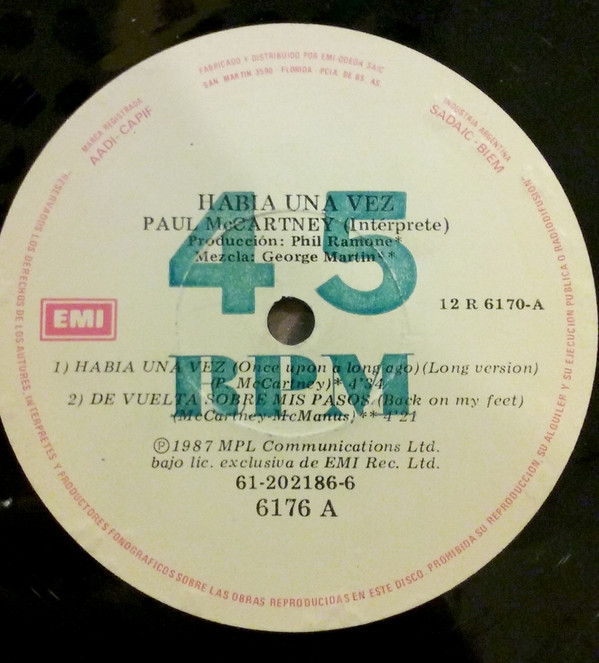 FABRICADO Y DISTRIBUIDO POR EMI-ODEON SAIC
SAN MARTIN 3590 - FLORIDA - PCIA. DE BS. AS.
MARCA REGISTRADA
AADI-CAPIF
INDUSTRIA ARGENTINA
SADAIC-BIEM
45
RPM
HABIA UNA VEZ
PAUL McCARTNEY (Intérprete)
Producción: Phil Ramone*
Mezcla: George Martin**
EMI
12 R 6170-A
1) HABIA UNA VEZ (Once upon a long ago)(Long version)
(P. McCartney)* 4'34
2) DE VUELTA SOBRE MIS PASOS (Back on my feet)
(McCartney-McManus)** 4'21
℗1987 MPL Communications Ltd.
bajo lic. exclusiva de EMI Rec. Ltd.
61-202186-6
6176 A
RESERVADOS LOS DERECHOS DE LOS AUTORES, INTERPRETES Y PRODUCTORES FONOGRAFICOS SOBRE LAS OBRAS REPRODUCIDAS EN ESTE DISCO. PROHIBIDA SU REPRODUCCION, SU ALQUILER Y SU EJECUCION PUBLICA O RADIODIFUSION.